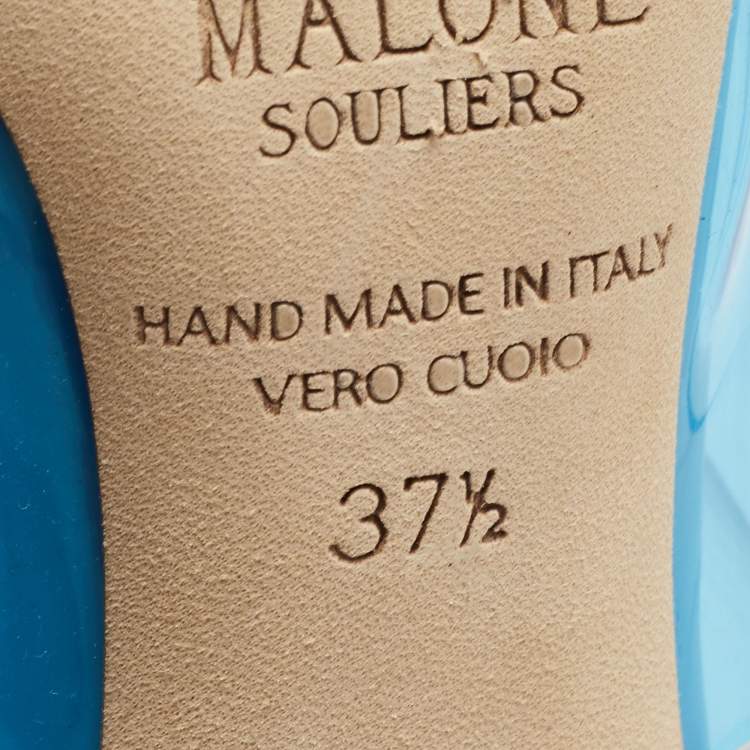 MALONE
SOULIERS
HAND MADE IN ITALY
VERO CUOIO
37½